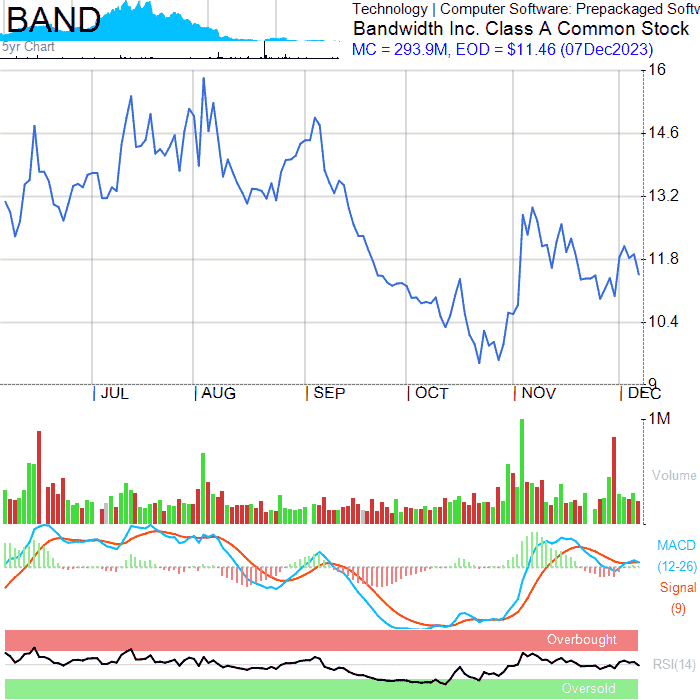 BAND
5yr Chart
Technology | Computer Software: Prepackaged Softw
Bandwidth Inc. Class A Common Stock
MC = 293.9M, EOD = $11.46 (07Dec2023)
16
14.6
13.2
11.8
10.4
9
JUL AUG SEP OCT NOV DEC
1M
Volume
MACD
(12-26)
Signal
(9)
Overbought
RSI(14)
Oversold